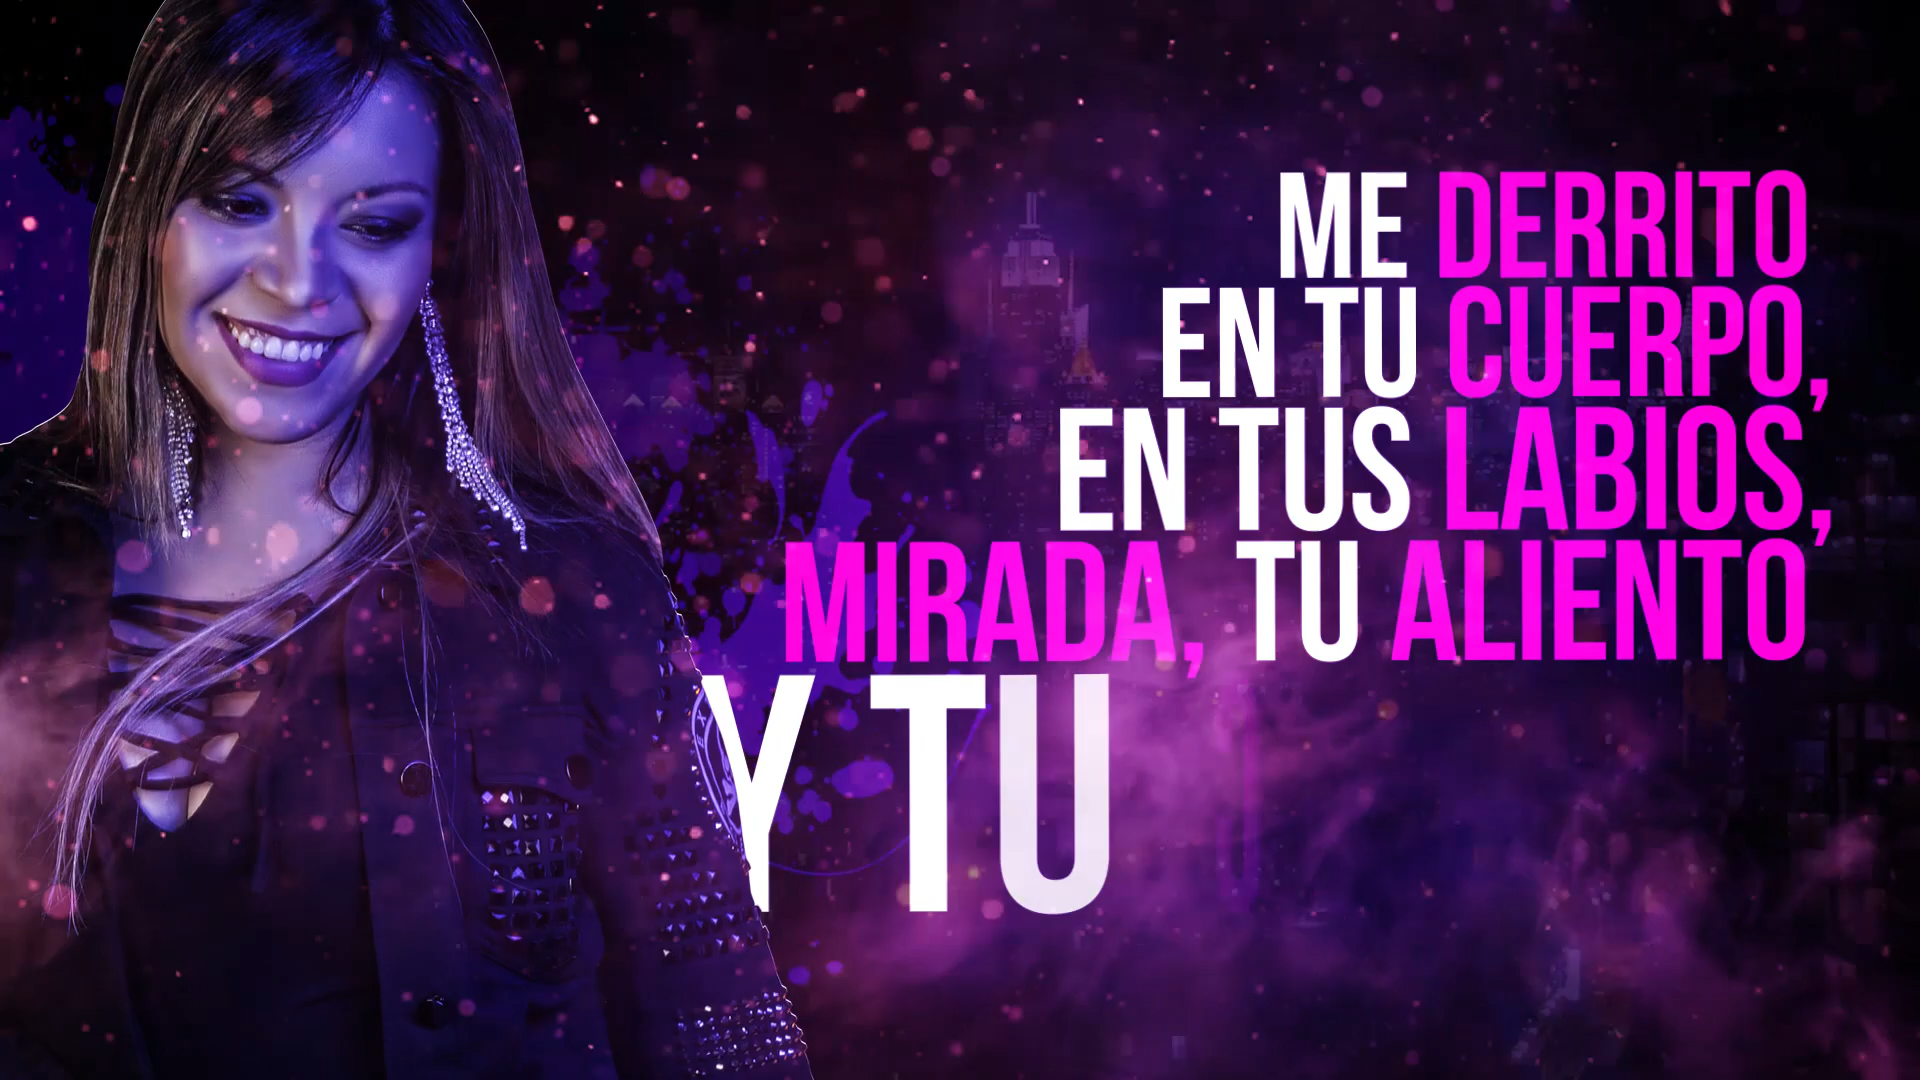 ME DERRITO
EN TU CUERPO,
EN TUS LABIOS,
MIRADA, TU ALIENTO
Y TU